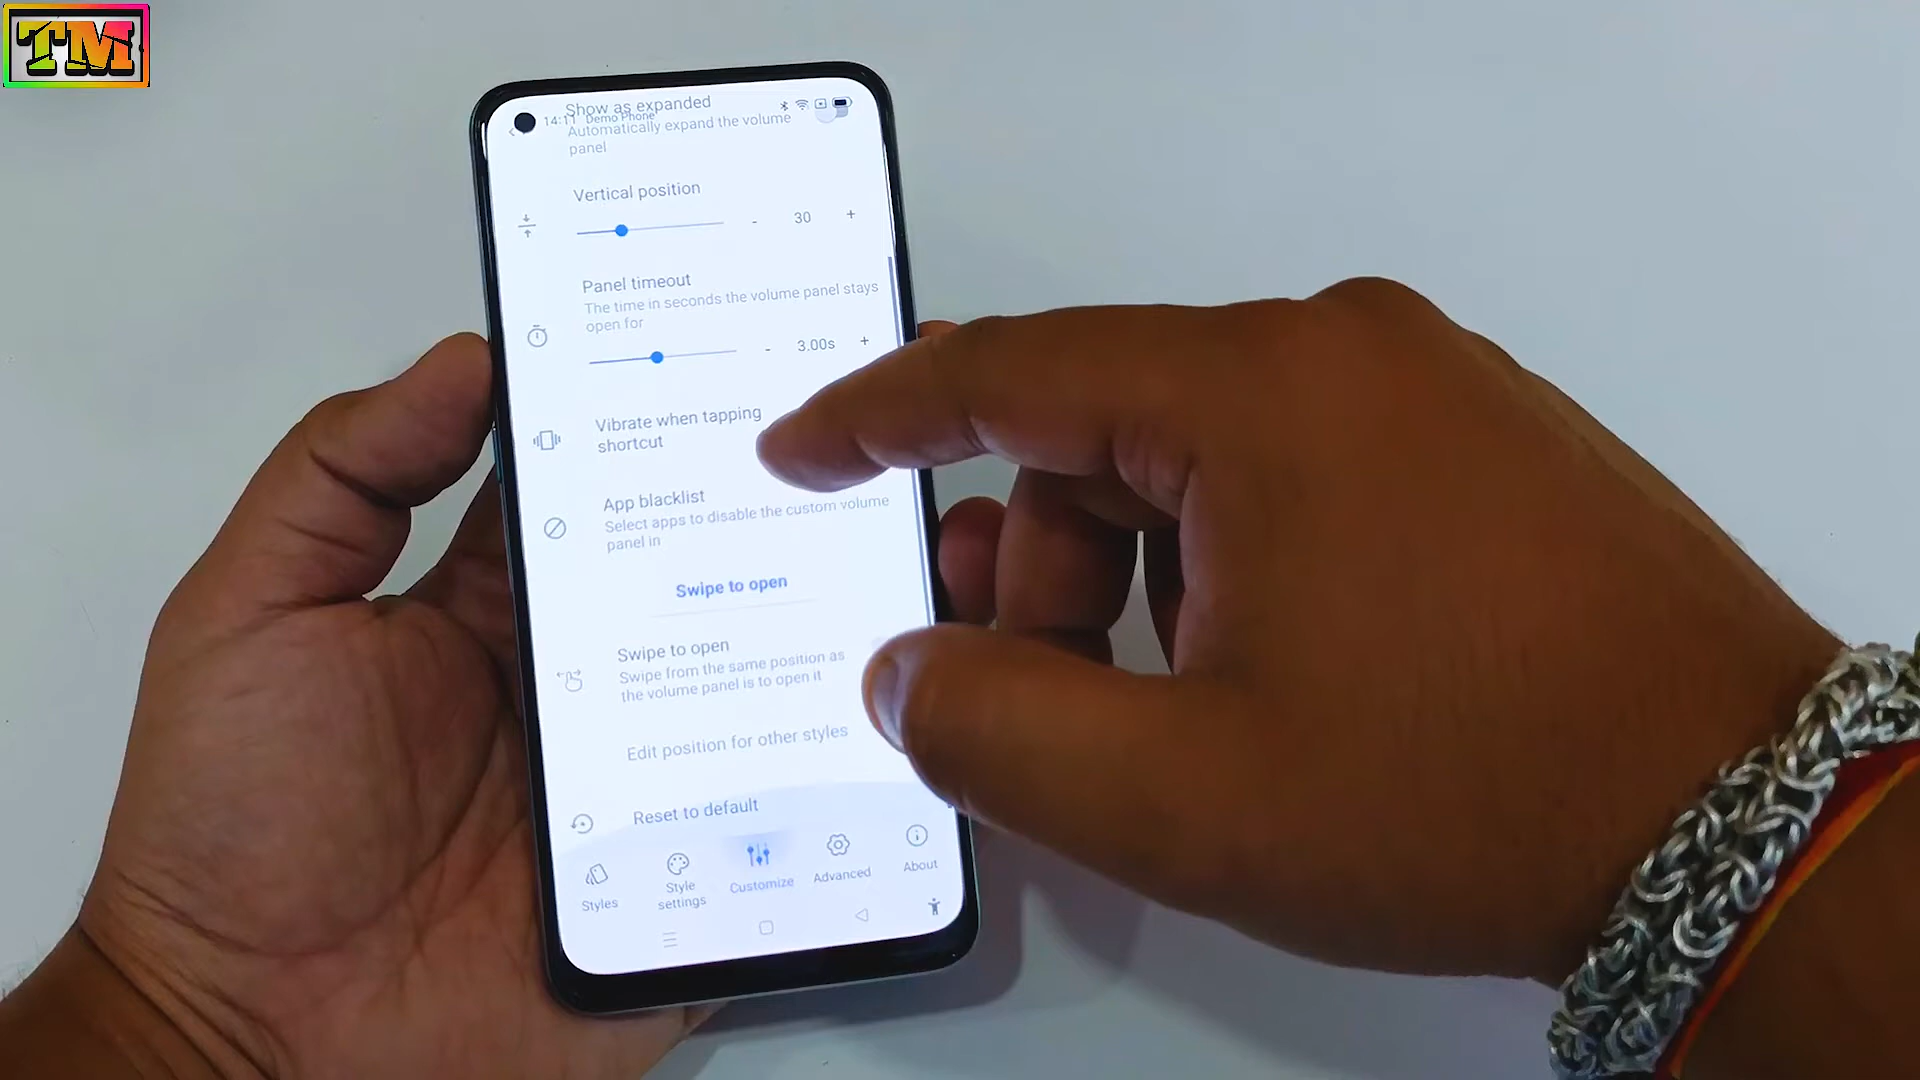 TM
Show as expanded
14:11 Demo Phone
Automatically expand the volume
panel
Vertical position
- 30 +
Panel timeout
The time in seconds the volume panel stays
open for
- 3.00s +
Vibrate when tapping
shortcut
App blacklist
Select apps to disable the custom volume
panel in
Swipe to open
Swipe to open
Swipe from the same position as
the volume panel is to open it
Edit position for other styles
Reset to default
Styles
Style
settings
Customize
Advanced
About